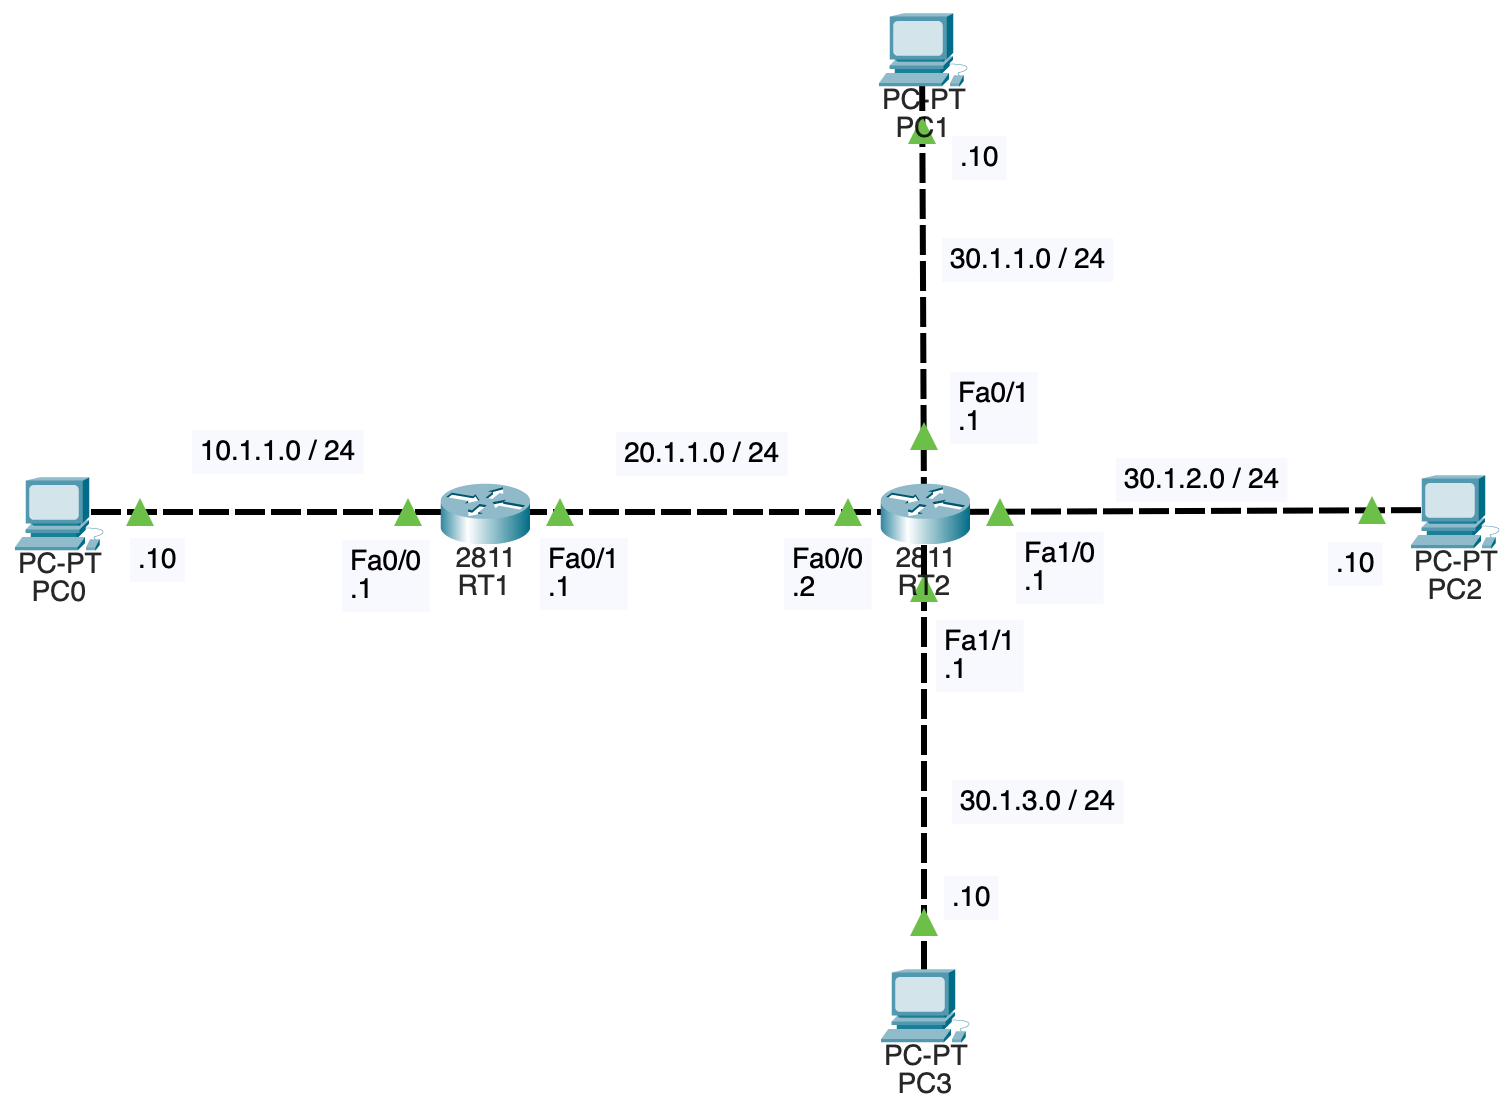 PC-PT
PC1
.10
30.1.1.0 / 24
Fa0/1
.1
10.1.1.0 / 24
20.1.1.0 / 24
30.1.2.0 / 24
PC-PT
PC0
.10
Fa0/0
.1
2811
RT1
Fa0/1
.1
Fa0/0
.2
2811
RT2
Fa1/0
.1
.10
PC-PT
PC2
Fa1/1
.1
30.1.3.0 / 24
.10
PC-PT
PC3